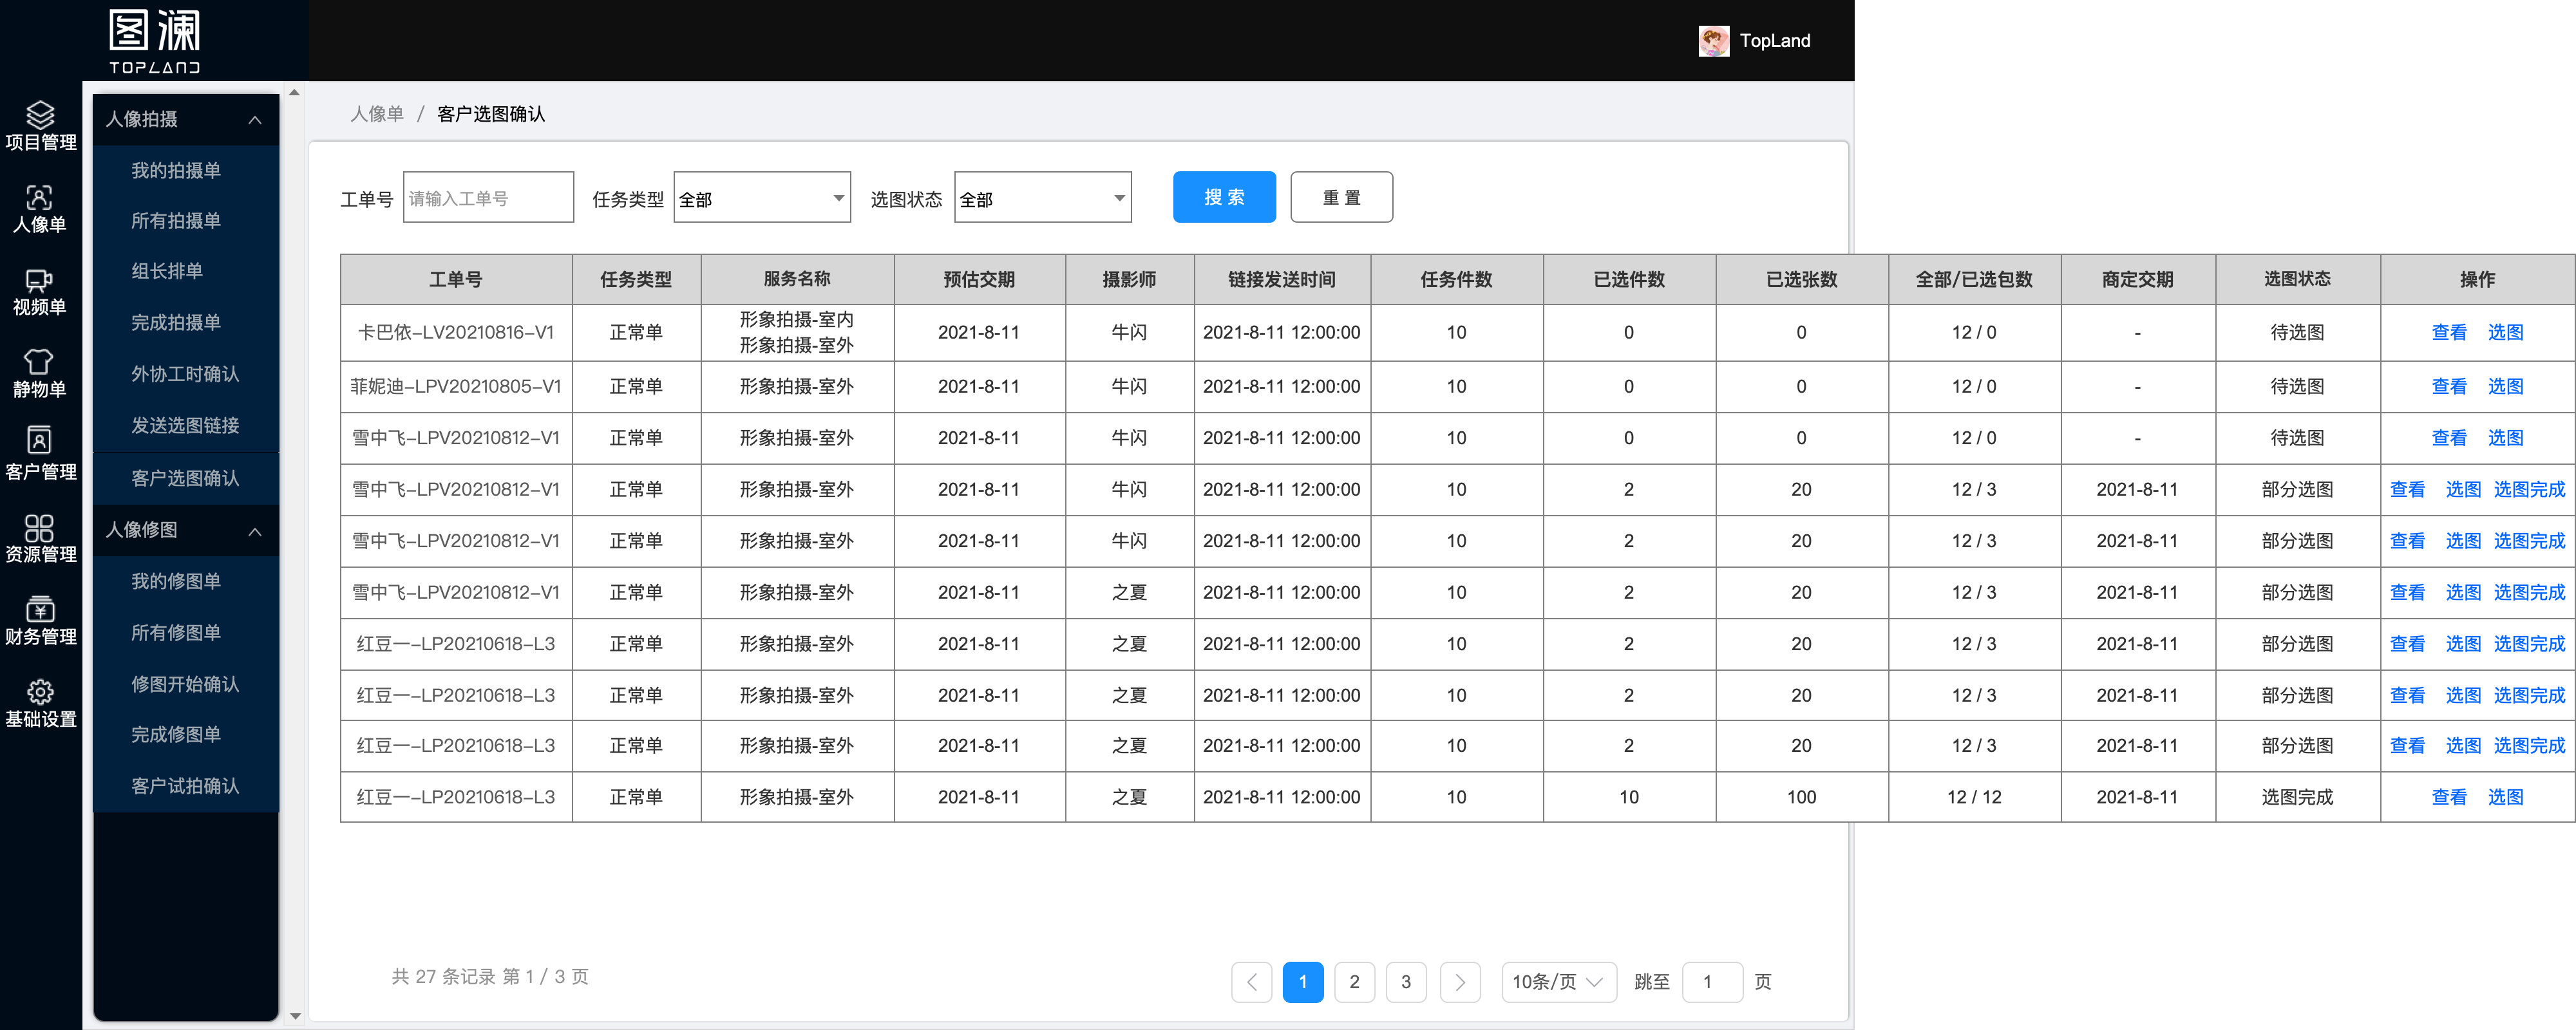 图澜
TOPLAND
TopLand
项目管理
人像单
视频单
静物单
客户管理
资源管理
财务管理
基础设置
人像拍摄
我的拍摄单
所有拍摄单
组长排单
完成拍摄单
外协工时确认
发送选图链接
客户选图确认
人像修图
我的修图单
所有修图单
修图开始确认
完成修图单
客户试拍确认
人像单 / 客户选图确认
工单号 请输入工单号 任务类型 全部 选图状态 全部 搜 索 重 置
工单号 任务类型 服务名称 预估交期 摄影师 链接发送时间 任务件数 已选件数 已选张数 全部/已选包数 商定交期 选图状态 操作
卡巴依-LV20210816-V1 正常单 形象拍摄-室内 2021-8-11 牛闪 2021-8-11 12:00:00 10 0 0 12 / 0 - 待选图 查看 选图
形象拍摄-室外
菲妮迪-LPV20210805-V1 正常单 形象拍摄-室外 2021-8-11 牛闪 2021-8-11 12:00:00 10 0 0 12 / 0 - 待选图 查看 选图
雪中飞-LPV20210812-V1 正常单 形象拍摄-室外 2021-8-11 牛闪 2021-8-11 12:00:00 10 0 0 12 / 0 - 待选图 查看 选图
雪中飞-LPV20210812-V1 正常单 形象拍摄-室外 2021-8-11 牛闪 2021-8-11 12:00:00 10 2 20 12 / 3 2021-8-11 部分选图 查看 选图 选图完成
雪中飞-LPV20210812-V1 正常单 形象拍摄-室外 2021-8-11 牛闪 2021-8-11 12:00:00 10 2 20 12 / 3 2021-8-11 部分选图 查看 选图 选图完成
雪中飞-LPV20210812-V1 正常单 形象拍摄-室外 2021-8-11 之夏 2021-8-11 12:00:00 10 2 20 12 / 3 2021-8-11 部分选图 查看 选图 选图完成
红豆一-LP20210618-L3 正常单 形象拍摄-室外 2021-8-11 之夏 2021-8-11 12:00:00 10 2 20 12 / 3 2021-8-11 部分选图 查看 选图 选图完成
红豆一-LP20210618-L3 正常单 形象拍摄-室外 2021-8-11 之夏 2021-8-11 12:00:00 10 2 20 12 / 3 2021-8-11 部分选图 查看 选图 选图完成
红豆一-LP20210618-L3 正常单 形象拍摄-室外 2021-8-11 之夏 2021-8-11 12:00:00 10 2 20 12 / 3 2021-8-11 部分选图 查看 选图 选图完成
红豆一-LP20210618-L3 正常单 形象拍摄-室外 2021-8-11 之夏 2021-8-11 12:00:00 10 10 100 12 / 12 2021-8-11 选图完成 查看 选图
共 27 条记录 第 1 / 3 页 1 2 3 10条/页 跳至 1 页